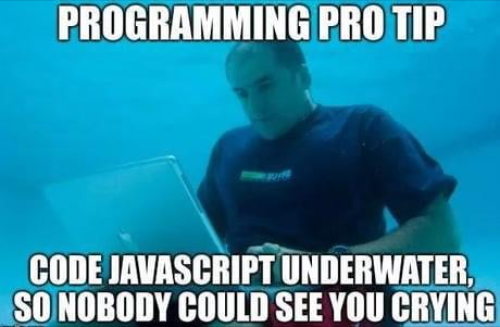 PROGRAMMING PRO TIP
CODE JAVASCRIPT UNDERWATER,
SO NOBODY COULD SEE YOU CRYING